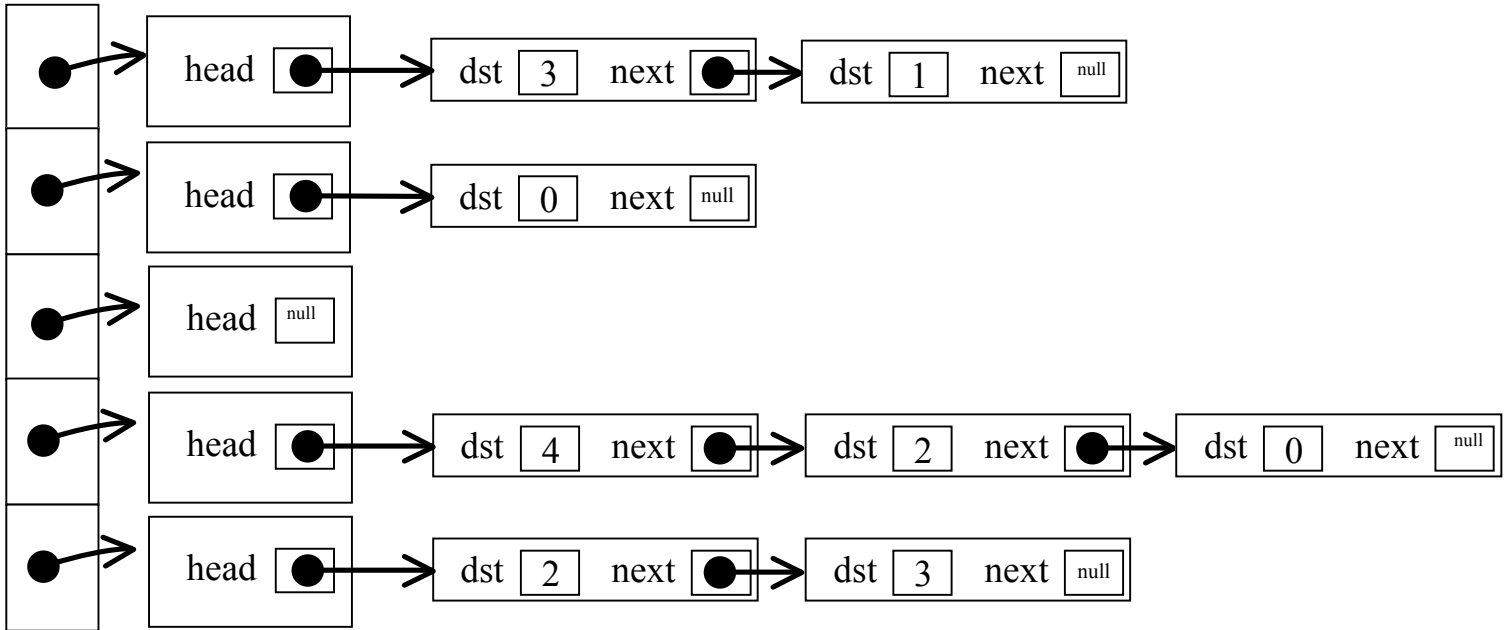 head dst 3 next dst 1 next null
head dst 0 next null
head null
head dst 4 next dst 2 next dst 0 next null
head dst 2 next dst 3 next null